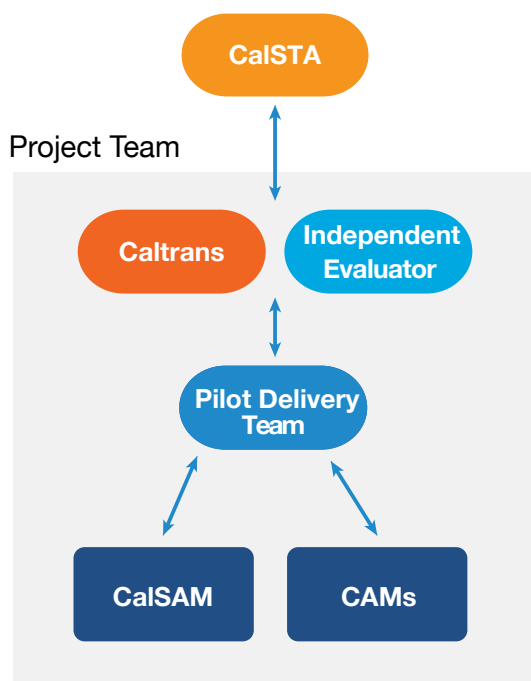 CalSTA
Project Team
Caltrans
Independent
Evaluator
Pilot Delivery
Team
CalSAM
CAMs